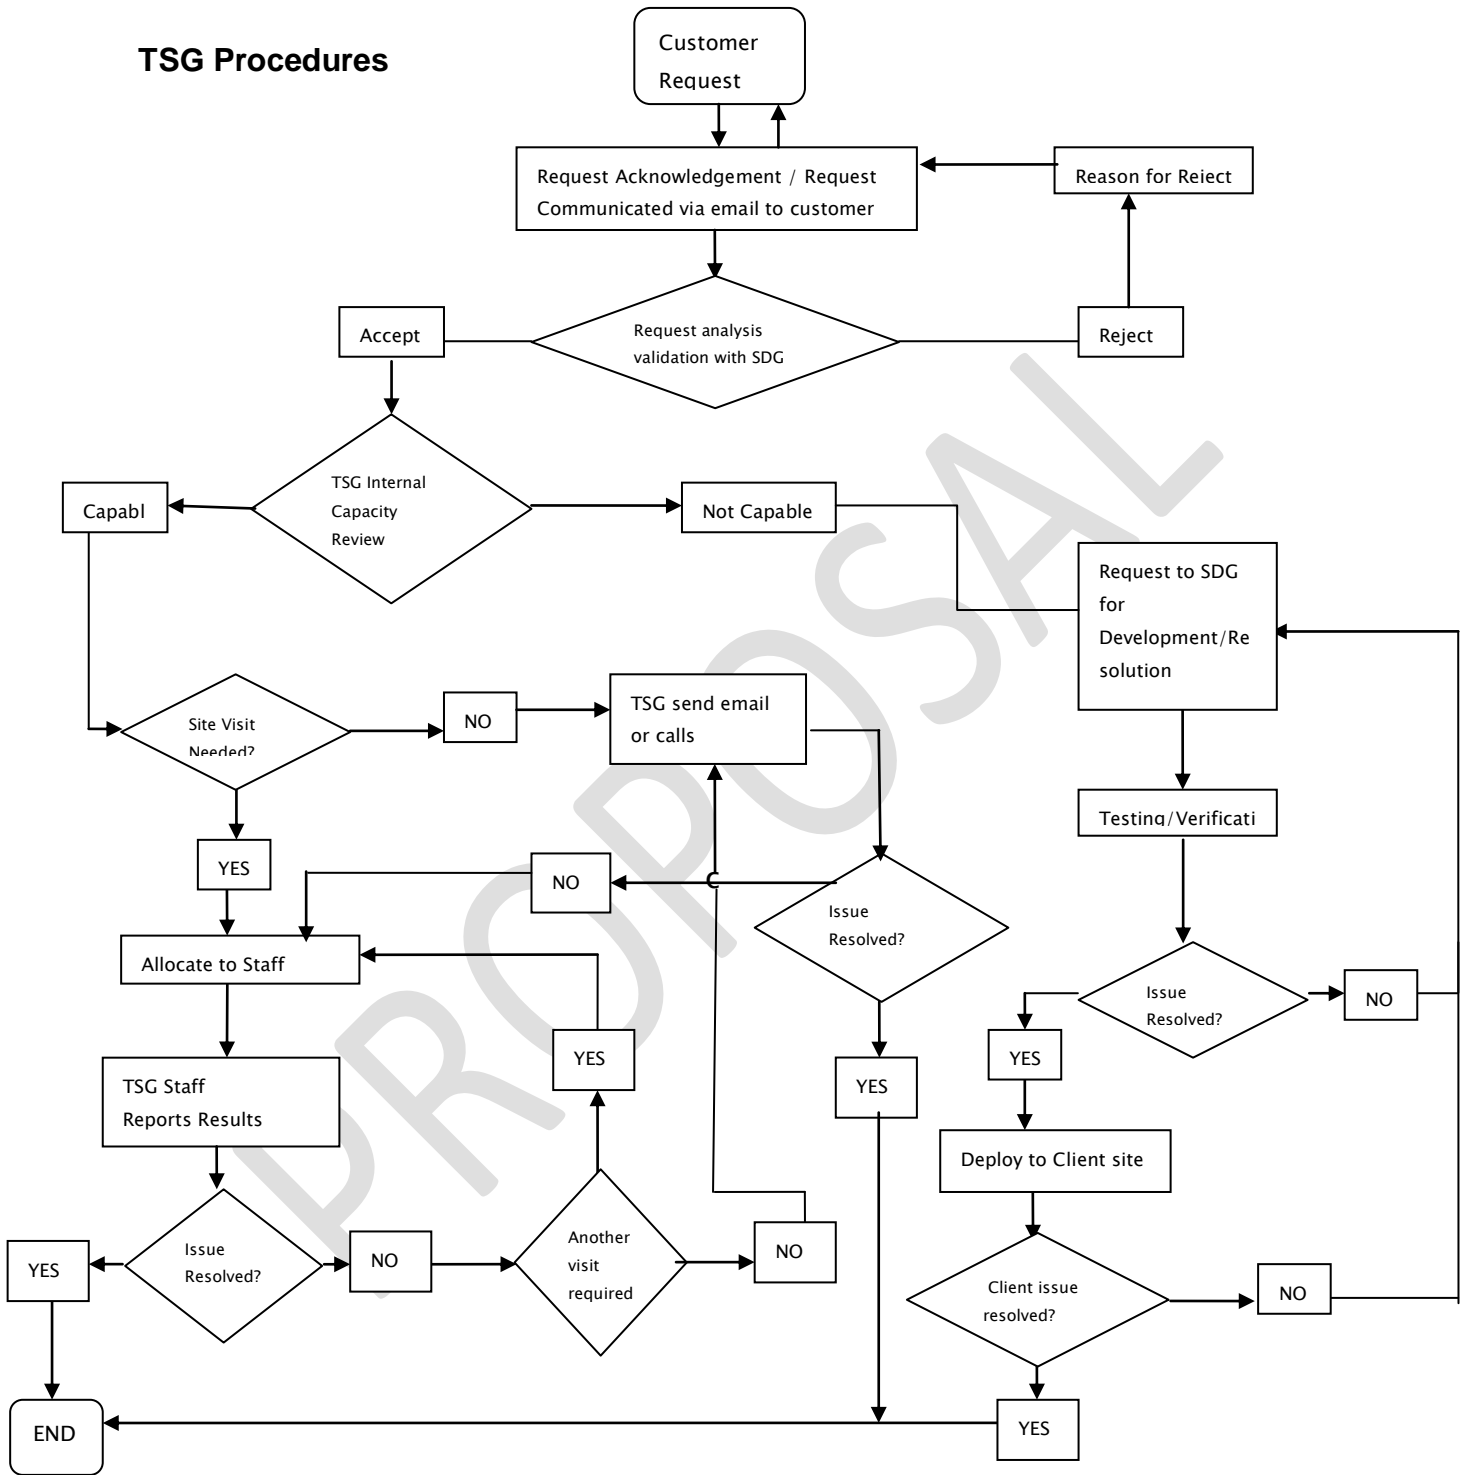 TSG Procedures
Customer
Request
Request Acknowledgement / Request
Communicated via email to customer
Reason for Reject
Accept
Request analysis
validation with SDG
Reject
TSG Internal
Capacity
Review
Capabl
Not Capable
Request to SDG
for
Development/Re
solution
Site Visit
Needed?
NO
TSG send email
or calls
Testing/Verificati
YES
NO
Issue
Resolved?
Allocate to Staff
Issue
Resolved?
NO
YES
YES
YES
TSG Staff
Reports Results
Deploy to Client site
Issue
Resolved?
YES
NO
Another
visit
required
NO
Client issue
resolved?
NO
END
YES
PROPOSAL